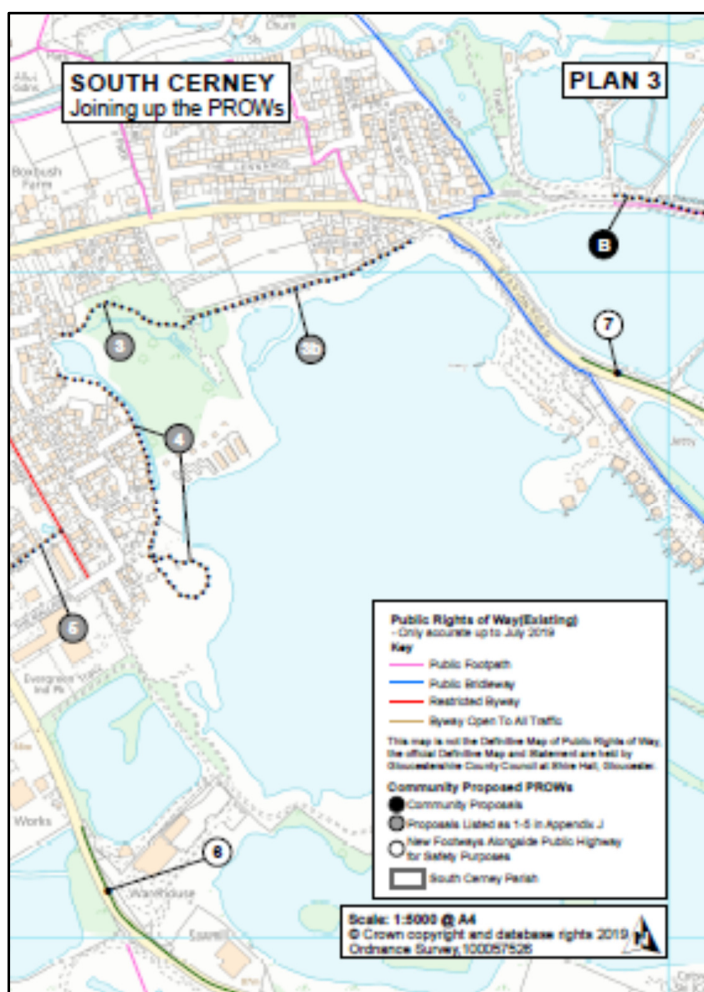 SOUTH CERNEY
Joining up the PROWs
PLAN 3
Boxbush
Farm
Track
B
7
3
3b
4
5
Jetty
Evergreen
Ind Pk
Works
6
Warehouse
Public Rights of Way(Existing)
- Only accurate up to July 2019
Key
Public Footpath
Public Bridleway
Restricted Byway
Byway Open To All Traffic
This map is not the Definitive Map of Public Rights of Way,
the official Definitive Map and Statement are held by
Gloucestershire County Council at Shire Hall, Gloucester.
Community Proposed PROWs
Community Proposals
Proposals Listed as 1-5 in Appendix J
New Footways Alongside Public Highway
for Safety Purposes
South Cerney Parish
Scale: 1:5000 @ A4
© Crown copyright and database rights 2019
Ordnance Survey,100057526